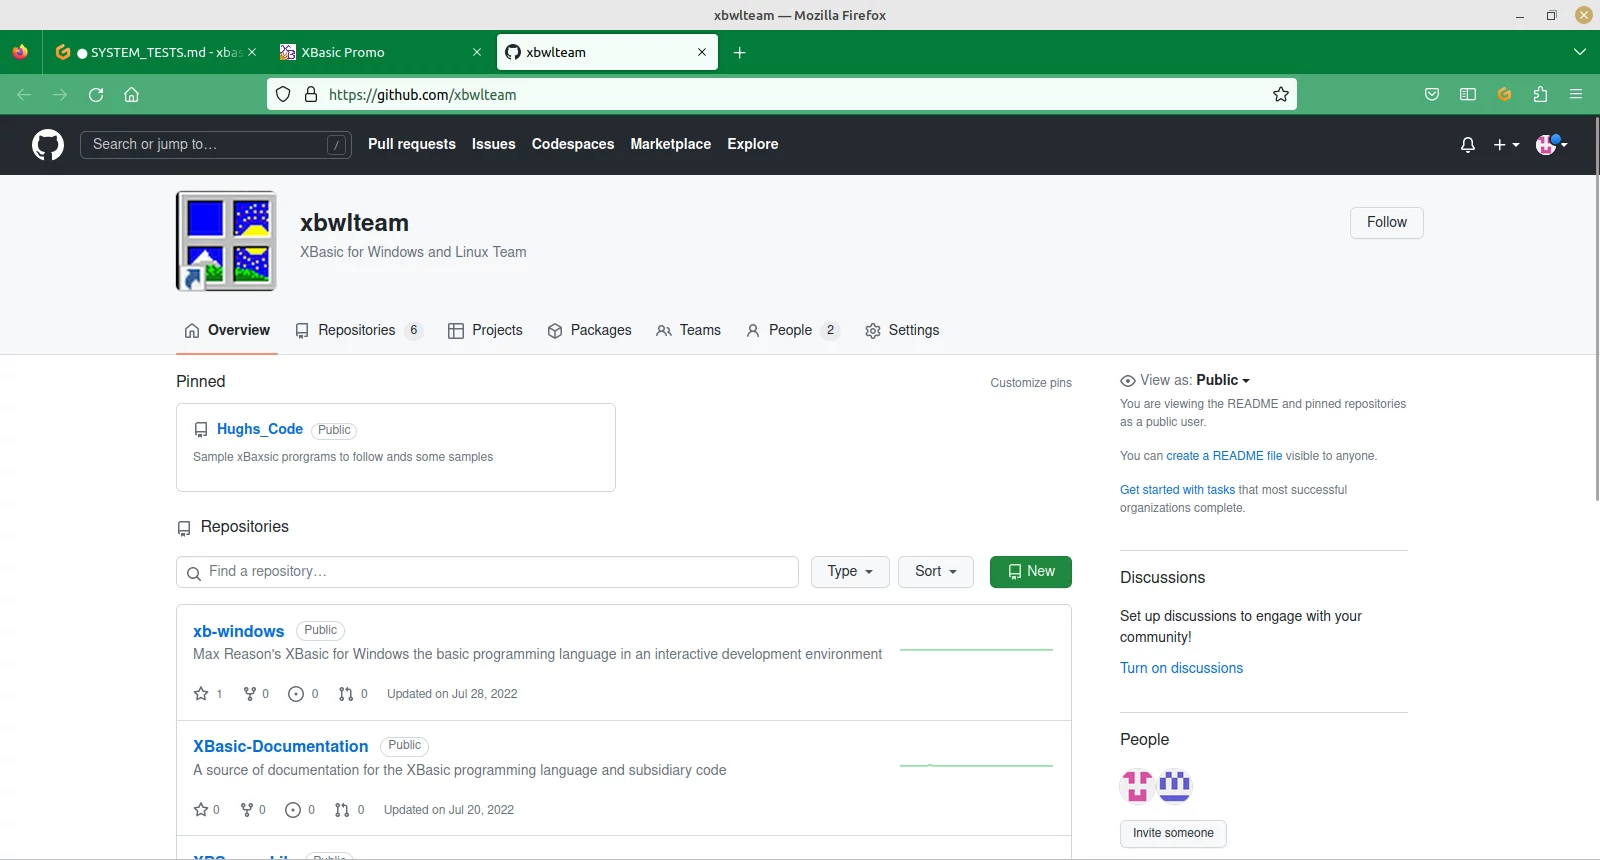 xbwlteam — Mozilla Firefox
● SYSTEM_TESTS.md - xbas
XBasic Promo
xbwlteam
https://github.com/xbwlteam
Search or jump to… /
Pull requests Issues Codespaces Marketplace Explore
xbwlteam
XBasic for Windows and Linux Team
Follow
Overview Repositories 6 Projects Packages Teams People 2 Settings
Pinned
Customize pins
Hughs_Code Public
Sample xBaxsic prorgrams to follow ands some samples
Repositories
Find a repository…
Type Sort New
xb-windows Public
Max Reason's XBasic for Windows the basic programming language in an interactive development environment
1 0 0 0 Updated on Jul 28, 2022
XBasic-Documentation Public
A source of documentation for the XBasic programming language and subsidiary code
0 0 0 0 Updated on Jul 20, 2022
Public
View as: Public
You are viewing the README and pinned repositories
as a public user.
You can create a README file visible to anyone.
Get started with tasks that most successful
organizations complete.
Discussions
Set up discussions to engage with your
community!
Turn on discussions
People
Invite someone